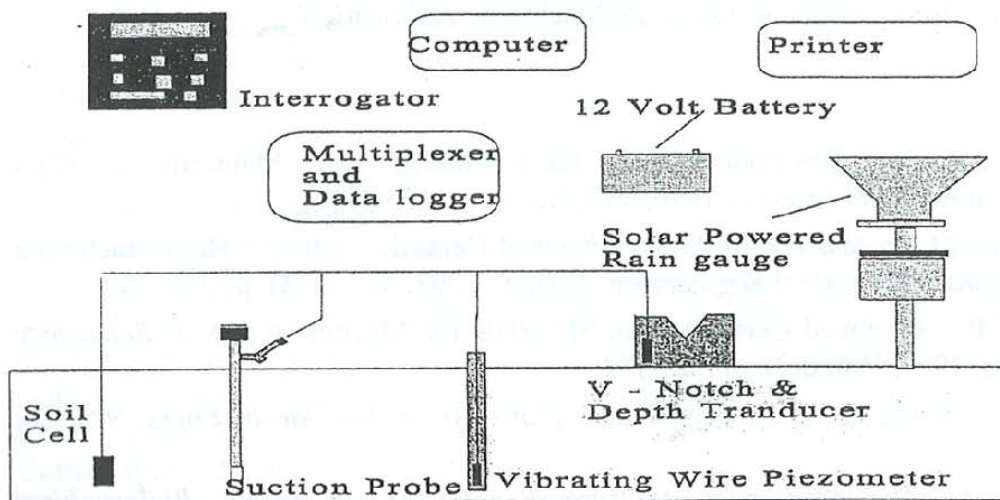 Computer
Printer
Interrogator
12 Volt Battery
Multiplexer
and
Data logger
Solar Powered
Rain gauge
V - Notch &
Depth Tranducer
Soil
Cell
Suction Probe
Vibrating Wire Piezometer